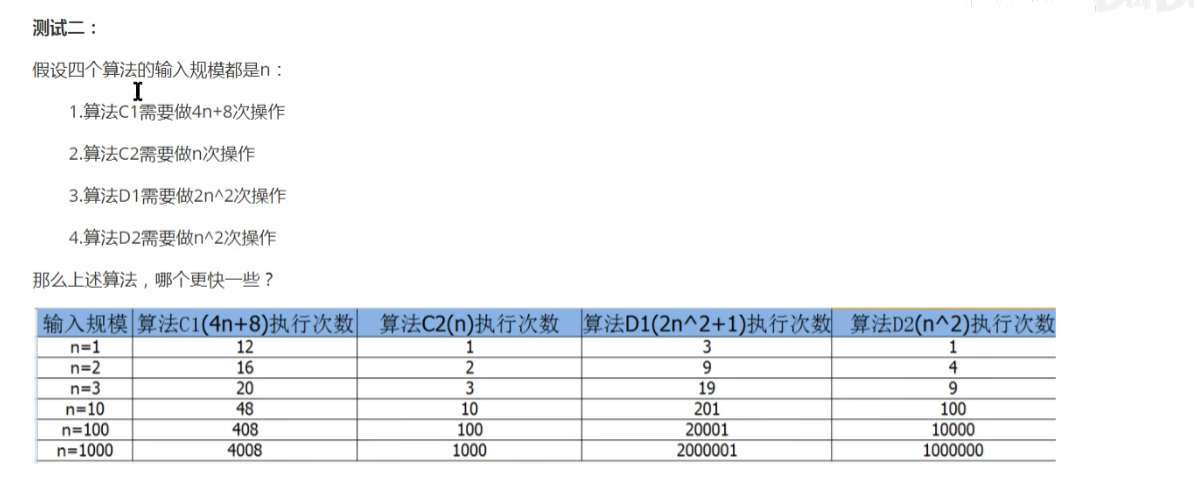 测试二：
假设四个算法的输入规模都是n：
1.算法C1需要做4n+8次操作
2.算法C2需要做n次操作
3.算法D1需要做2n^2次操作
4.算法D2需要做n^2次操作
那么上述算法，哪个更快一些？
输入规模 算法C1(4n+8)执行次数 算法C2(n)执行次数 算法D1(2n^2+1)执行次数 算法D2(n^2)执行次数
n=1 12 1 3 1
n=2 16 2 9 4
n=3 20 3 19 9
n=10 48 10 201 100
n=100 408 100 20001 10000
n=1000 4008 1000 2000001 1000000